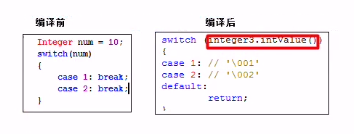 编译前
Integer num = 10;
switch(num)
{
case 1: break;
case 2: break;
}
编译后
switch (integer3.intValue())
{
case 1: // '\001'
case 2: // '\002'
default:
return;
}